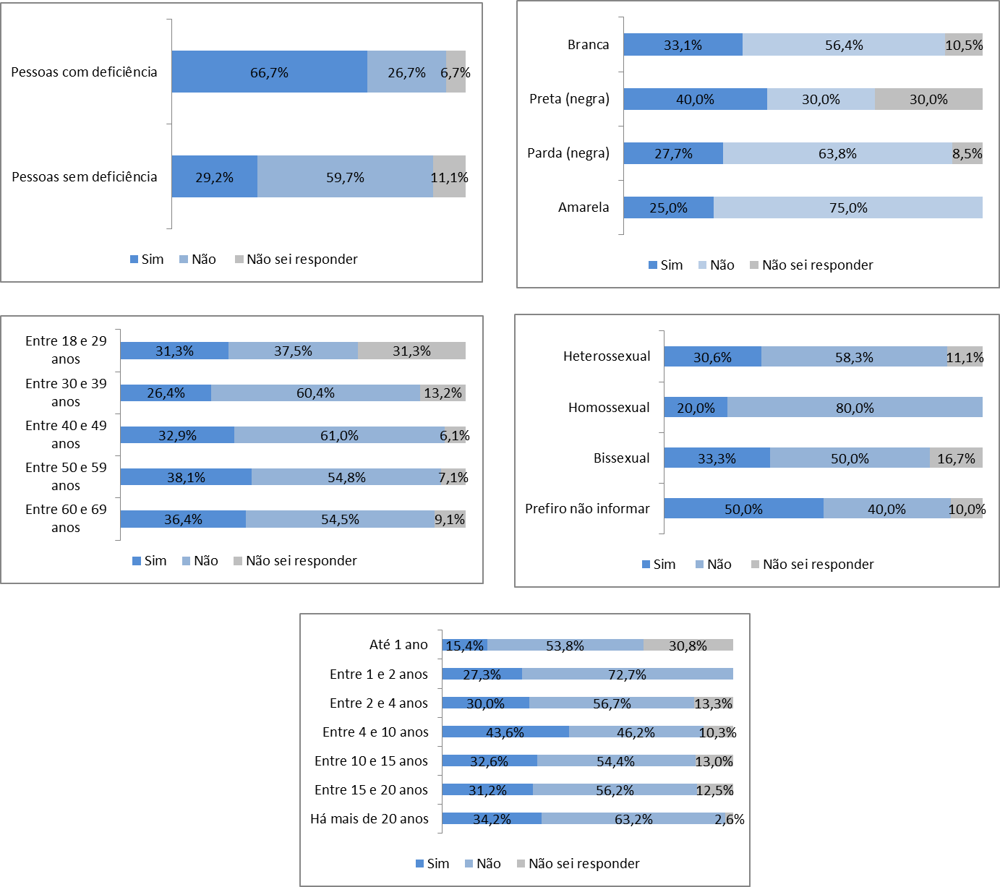 Pessoas com deficiência
66,7%
26,7%
6,7%
Pessoas sem deficiência
29,2%
59,7%
11,1%
Sim
Não
Não sei responder
Branca
33,1%
56,4%
10,5%
Preta (negra)
40,0%
30,0%
30,0%
Parda (negra)
27,7%
63,8%
8,5%
Amarela
25,0%
75,0%
Sim
Não
Não sei responder
Entre 18 e 29
anos
31,3%
37,5%
31,3%
Entre 30 e 39
anos
26,4%
60,4%
13,2%
Entre 40 e 49
anos
32,9%
61,0%
6,1%
Entre 50 e 59
anos
38,1%
54,8%
7,1%
Entre 60 e 69
anos
36,4%
54,5%
9,1%
Sim
Não
Não sei responder
Heterossexual
30,6%
58,3%
11,1%
Homossexual
20,0%
80,0%
Bissexual
33,3%
50,0%
16,7%
Prefiro não informar
50,0%
40,0%
10,0%
Sim
Não
Não sei responder
Até 1 ano
15,4%
53,8%
30,8%
Entre 1 e 2 anos
27,3%
72,7%
Entre 2 e 4 anos
30,0%
56,7%
13,3%
Entre 4 e 10 anos
43,6%
46,2%
10,3%
Entre 10 e 15 anos
32,6%
54,4%
13,0%
Entre 15 e 20 anos
31,2%
56,2%
12,5%
Há mais de 20 anos
34,2%
63,2%
2,6%
Sim
Não
Não sei responder